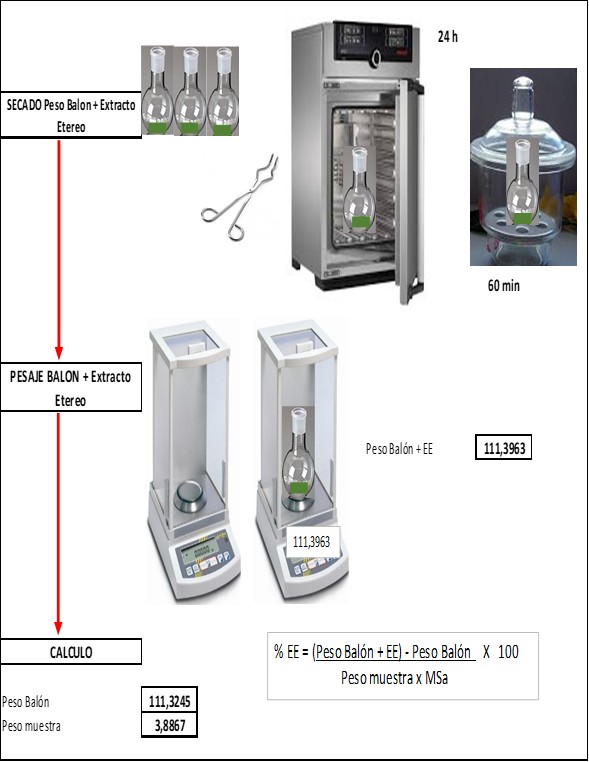 24 h
SECADO Peso Balon + Extracto
Etereo
60 min
PESAJE BALON + Extracto
Etereo
Peso Balón + EE
111,3963
111,3963
CALCULO
% EE = (Peso Balón + EE) - Peso Balón X 100
Peso muestra x MSa
Peso Balón
111,3245
Peso muestra
3,8867